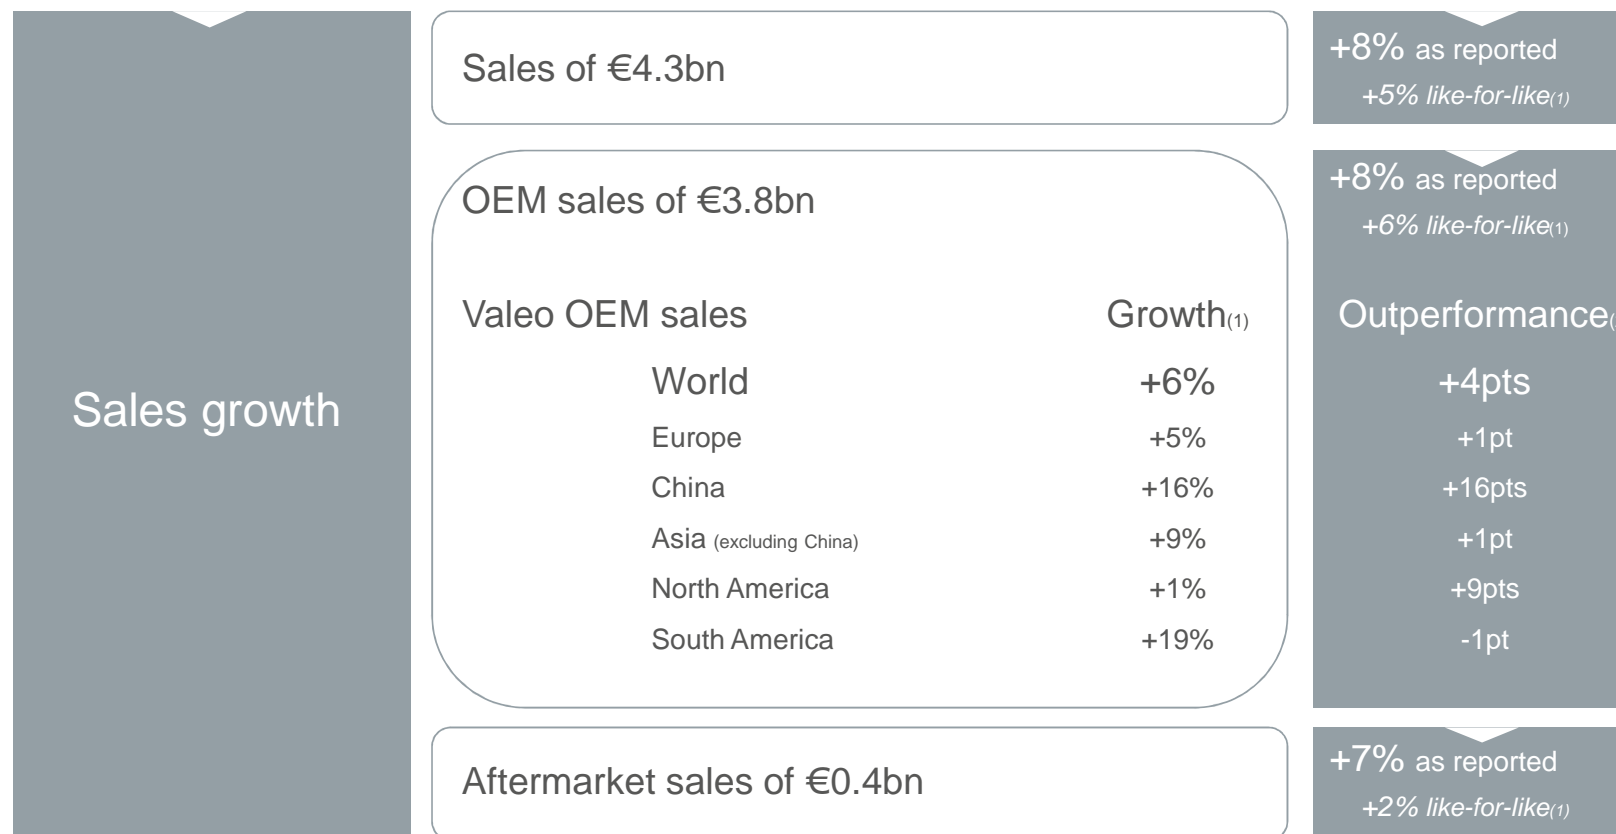 Sales growth
Sales of €4.3bn
+8% as reported
+5% like-for-like(1)
OEM sales of €3.8bn
+8% as reported
+6% like-for-like(1)
Valeo OEM sales Growth(1) Outperformance
World +6% +4pts
Europe +5% +1pt
China +16% +16pts
Asia (excluding China) +9% +1pt
North America +1% +9pts
South America +19% -1pt
Aftermarket sales of €0.4bn
+7% as reported
+2% like-for-like(1)